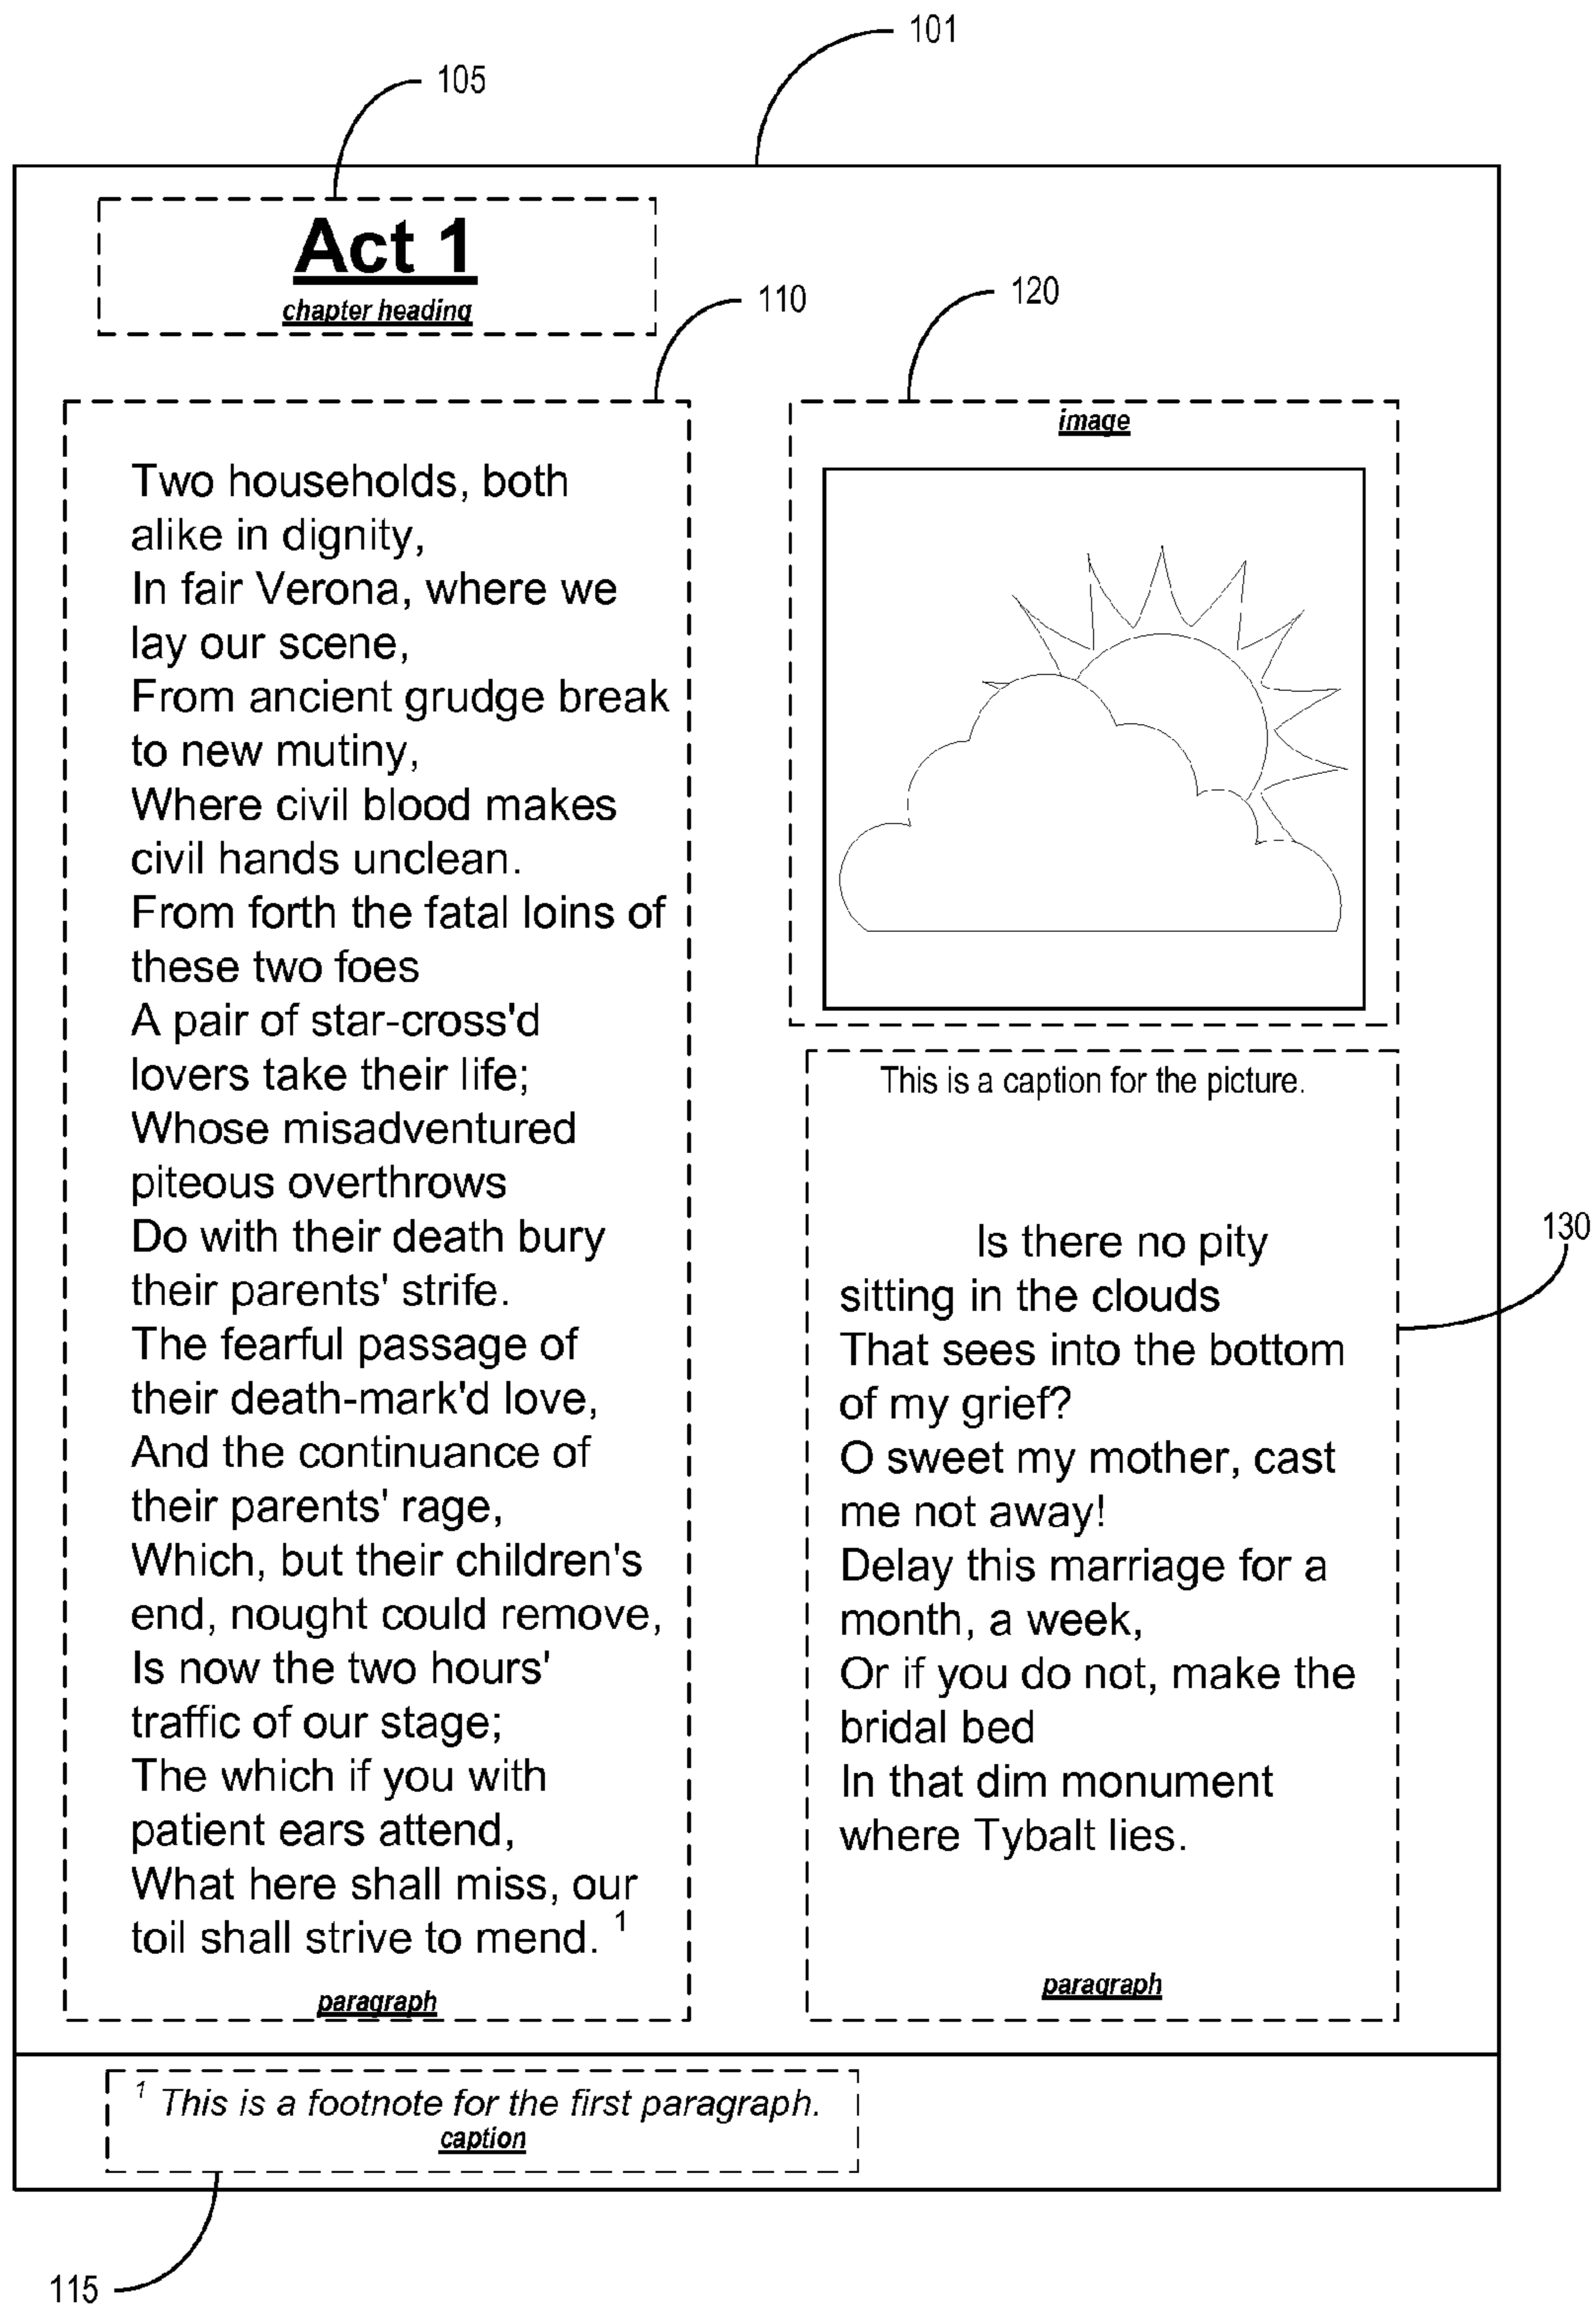 101
105
Act 1
chapter heading
110
Two households, both
alike in dignity,
In fair Verona, where we
lay our scene,
From ancient grudge break
to new mutiny,
Where civil blood makes
civil hands unclean.
From forth the fatal loins of
these two foes
A pair of star-cross'd
lovers take their life;
Whose misadventured
piteous overthrows
Do with their death bury
their parents' strife.
The fearful passage of
their death-mark'd love,
And the continuance of
their parents' rage,
Which, but their children's
end, nought could remove,
Is now the two hours'
traffic of our stage;
The which if you with
patient ears attend,
What here shall miss, our
toil shall strive to mend. 1
paragraph
120
image
This is a caption for the picture.
130
Is there no pity
sitting in the clouds
That sees into the bottom
of my grief?
O sweet my mother, cast
me not away!
Delay this marriage for a
month, a week,
Or if you do not, make the
bridal bed
In that dim monument
where Tybalt lies.
paragraph
1 This is a footnote for the first paragraph.
caption
115